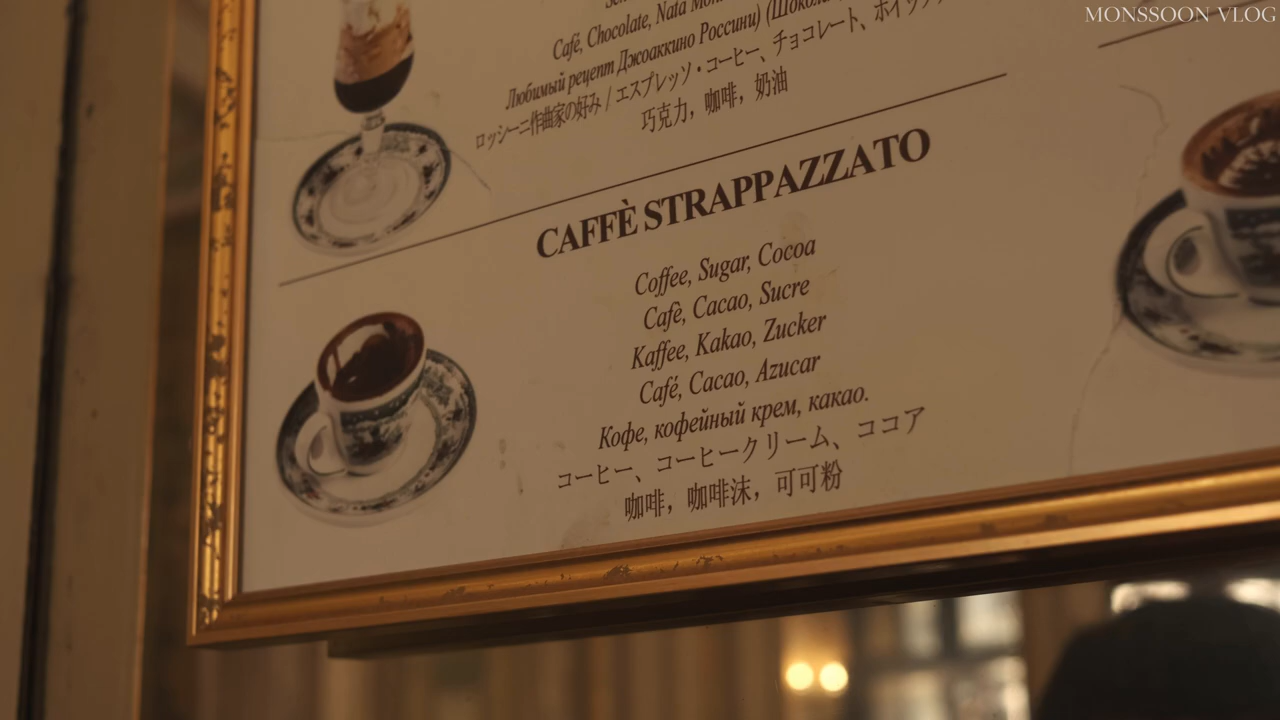 MONSSOON VLOG
Café, Chocolate, Nata
Любимый рецепт Джоаккино Россини)
ロッシーニ作曲家の好み / エスプレッソ・コーヒー、チョコレート、
巧克力，咖啡，奶油
CAFFÈ STRAPPAZZATO
Coffee, Sugar, Cocoa
Cafè, Cacao, Sucre
Kaffee, Kakao, Zucker
Café, Cacao, Azucar
Кофе, кофейный крем, какао.
コーヒー、コーヒークリーム、ココア
咖啡，咖啡沫，可可粉